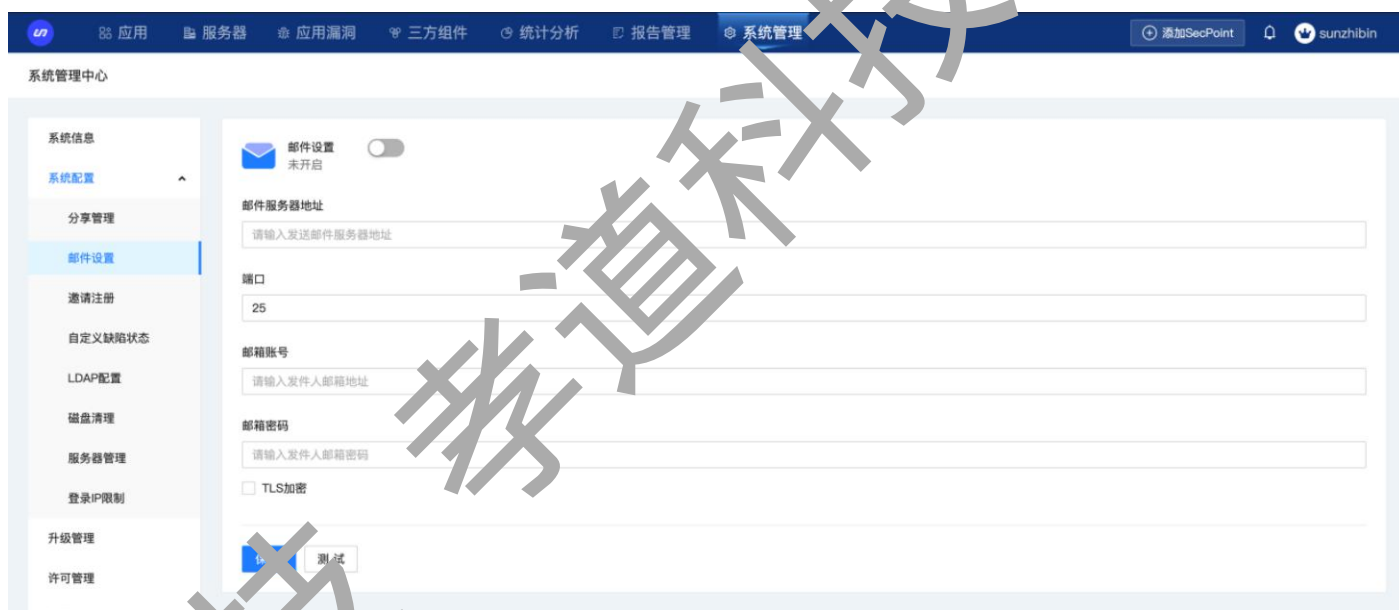 应用 服务器 应用漏洞 三方组件 统计分析 报告管理 系统管理 添加SecPoint sunzhibin
系统管理中心
系统信息
系统配置
分享管理
邮件设置
邀请注册
自定义缺陷状态
LDAP配置
磁盘清理
服务器管理
登录IP限制
升级管理
许可管理
邮件设置
未开启
邮件服务器地址
请输入发送邮件服务器地址
端口
25
邮箱账号
请输入发件人邮箱地址
邮箱密码
请输入发件人邮箱密码
TLS加密
测试
孝道科技